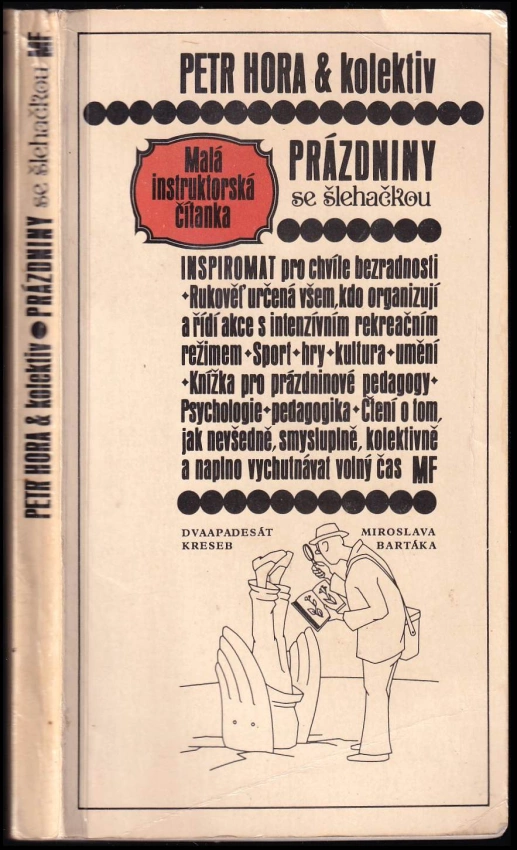 PETR HORA & kolektiv • PRÁZDNINY se šlehačkou MF
PETR HORA & kolektiv
Malá
instruktorská
čítanka
PRÁZDNINY
se šlehačkou
INSPIROMAT pro chvíle bezradnosti
✦Rukověť určená všem, kdo organizují
a řídí akce s intenzívním rekreačním
režimem✦Sport✦hry✦kultura✦umění
✦Knížka pro prázdninové pedagogy✦
Psychologie✦pedagogika✦Čtení o tom,
jak nevšedně, smysluplně, kolektivně
a naplno vychutnávat volný čas MF
DVAAPADESÁT
KRESEB
MIROSLAVA
BARTÁKA